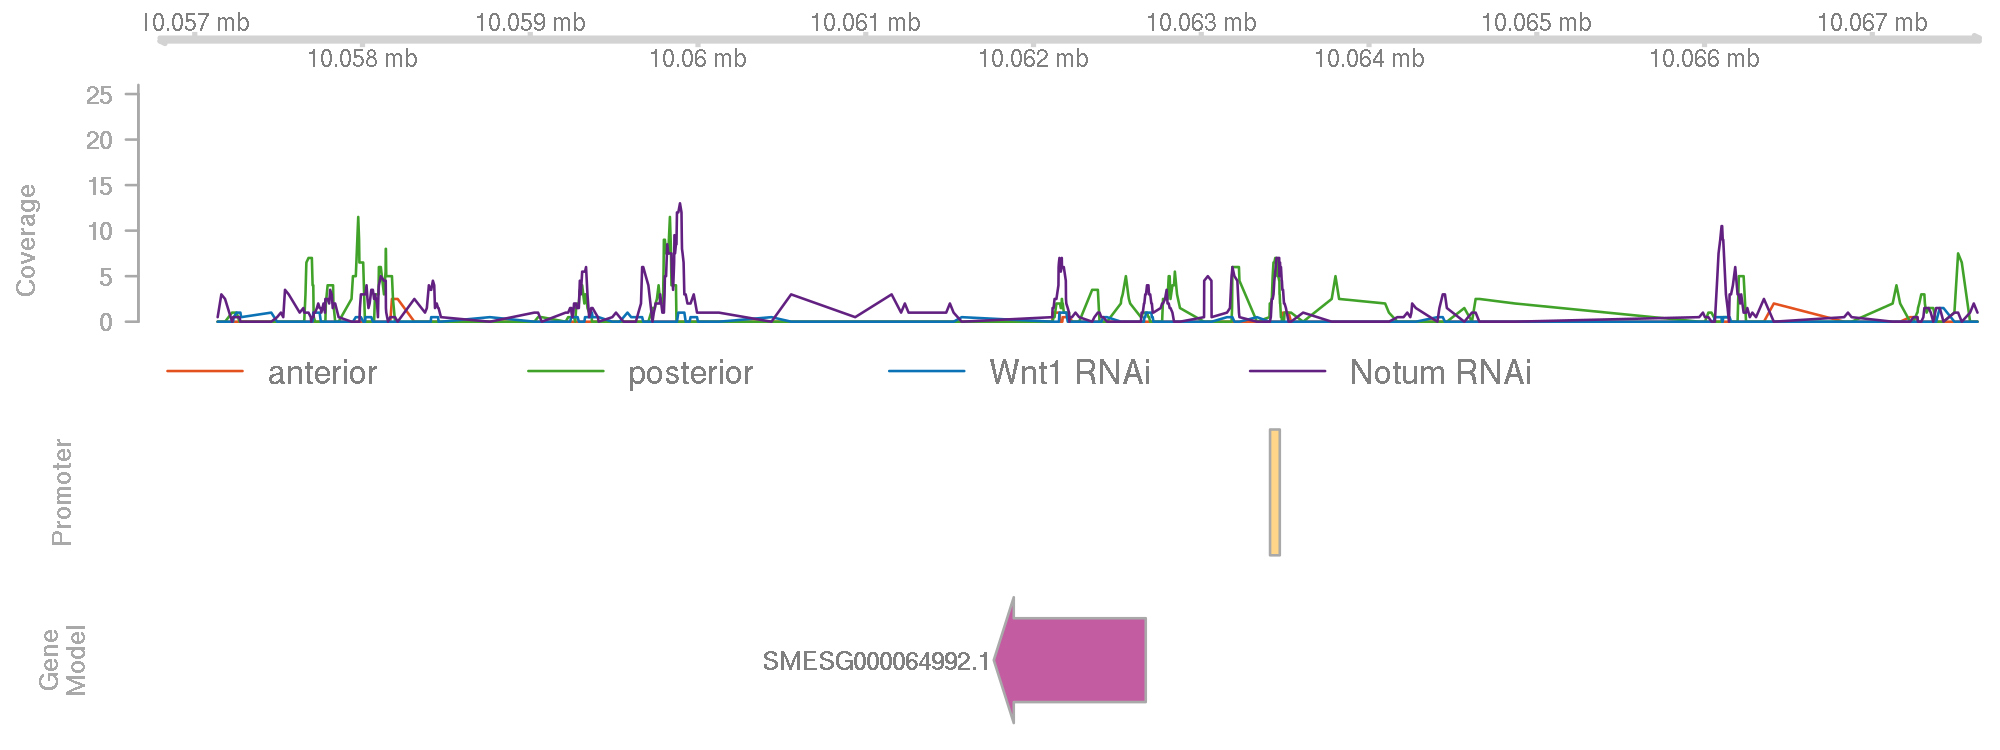 10.057 mb 10.059 mb 10.061 mb 10.063 mb 10.065 mb 10.067 mb
10.058 mb 10.06 mb 10.062 mb 10.064 mb 10.066 mb
Coverage
25
20
15
10
5
0
anterior posterior Wnt1 RNAi Notum RNAi
Promoter
Gene
Model
SMESG000064992.1